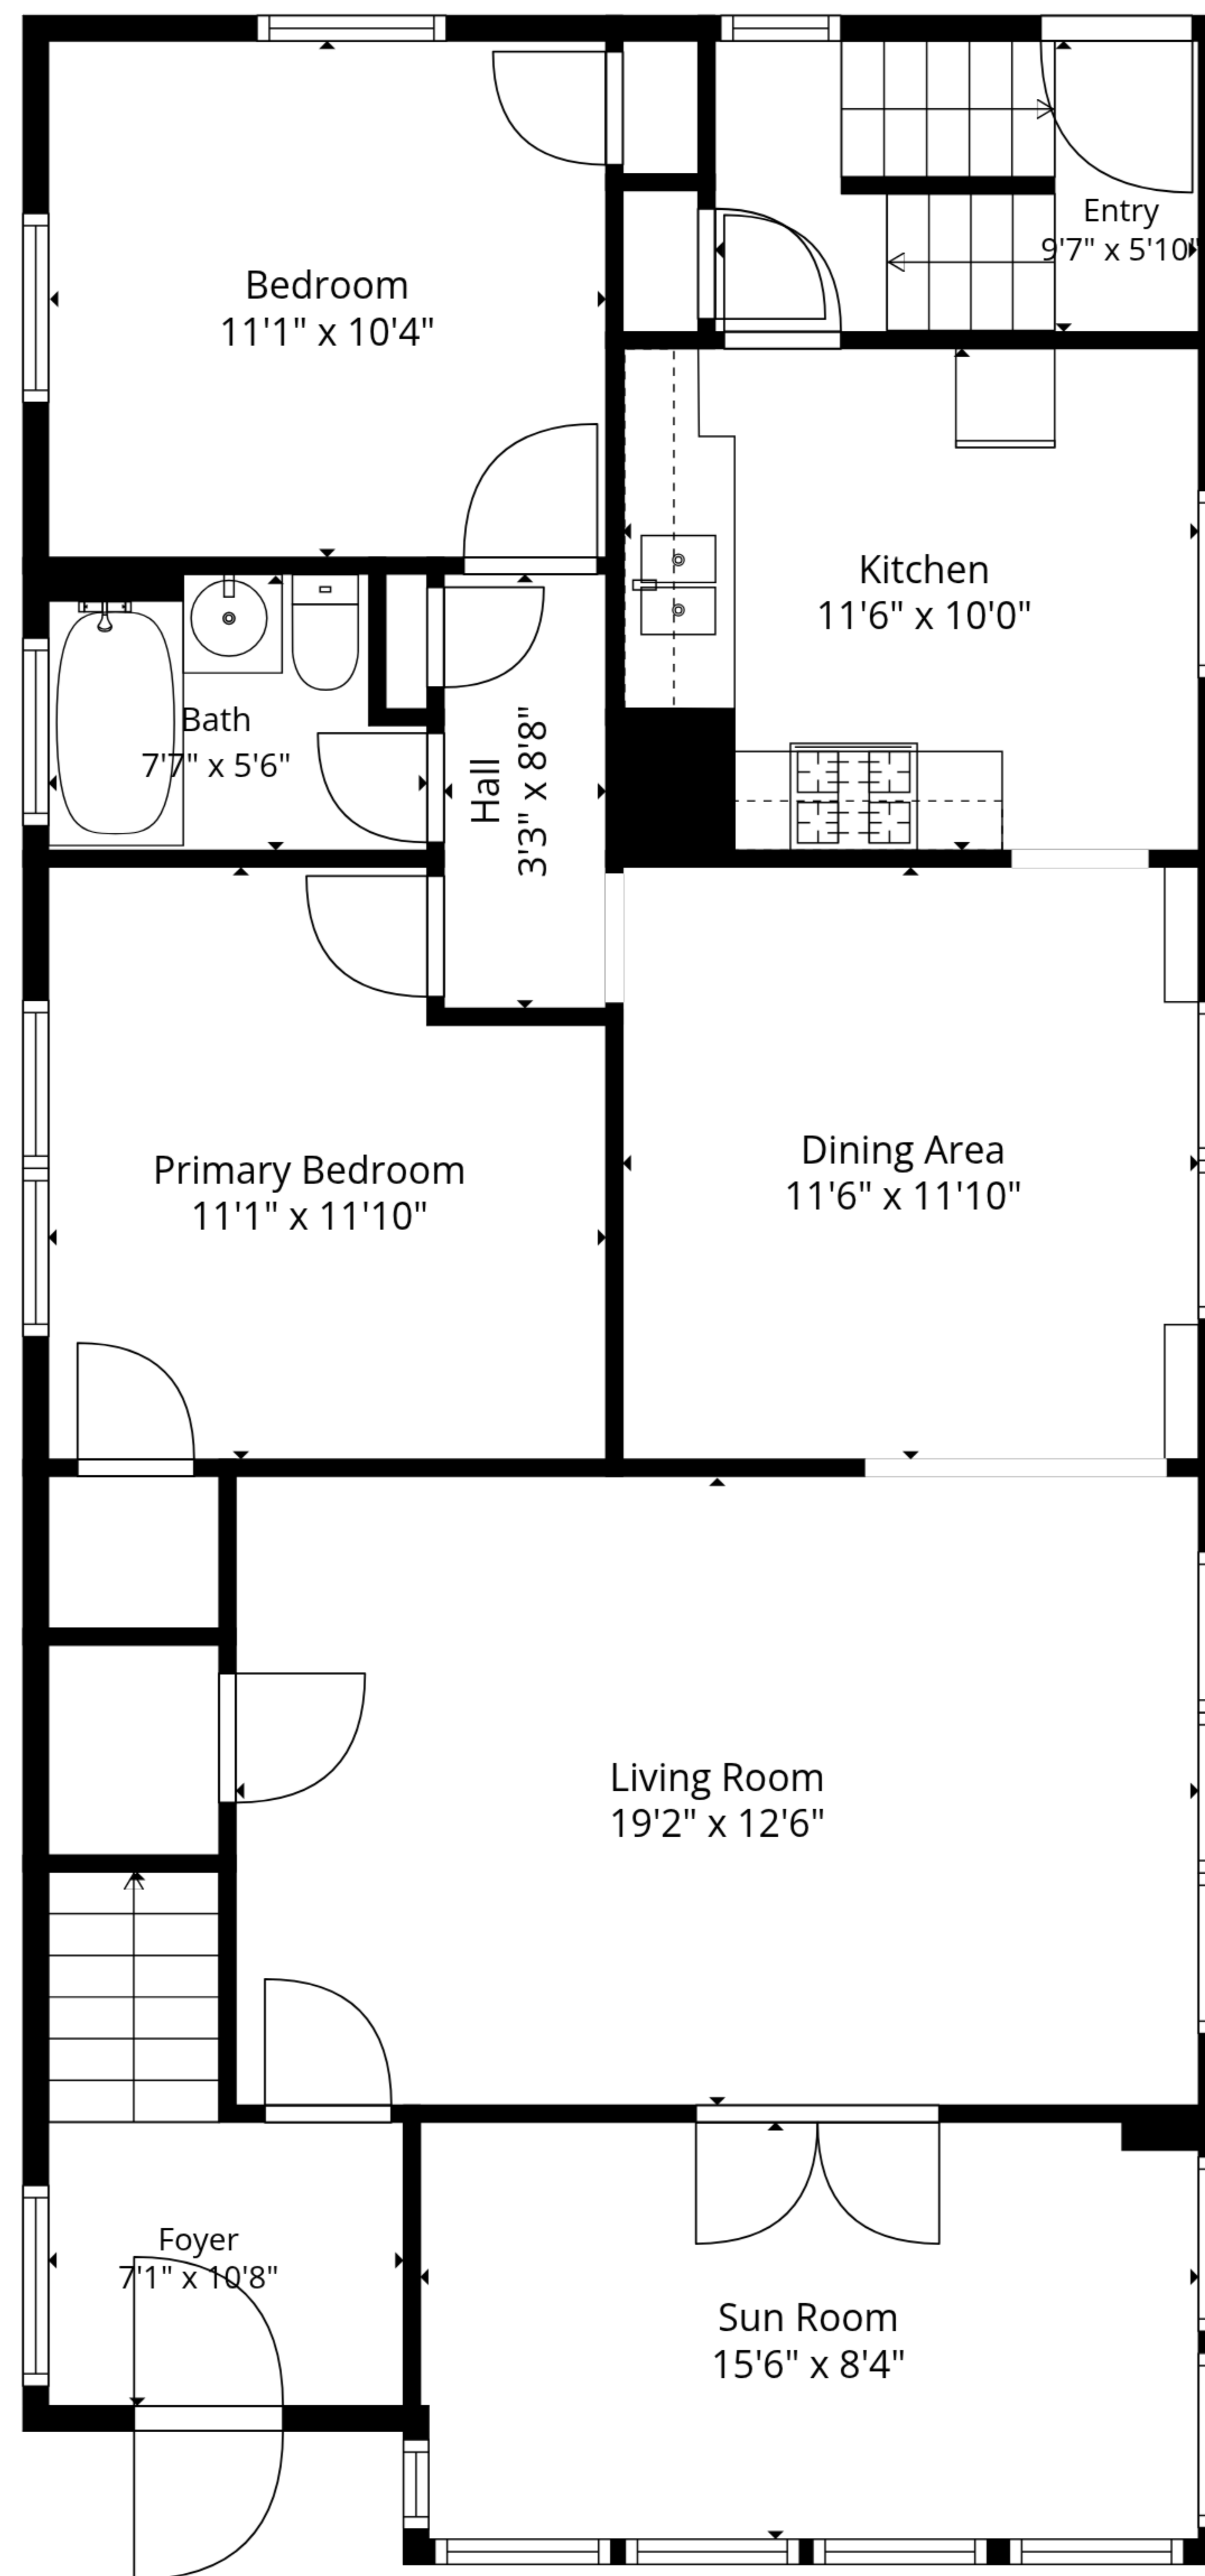 Entry
9'7" x 5'10"
Bedroom
11'1" x 10'4"
Kitchen
11'6" x 10'0"
Bath
7'7" x 5'6"
Hall
3'3" x 8'8"
Primary Bedroom
11'1" x 11'10"
Dining Area
11'6" x 11'10"
Living Room
19'2" x 12'6"
Foyer
7'1" x 10'8"
Sun Room
15'6" x 8'4"